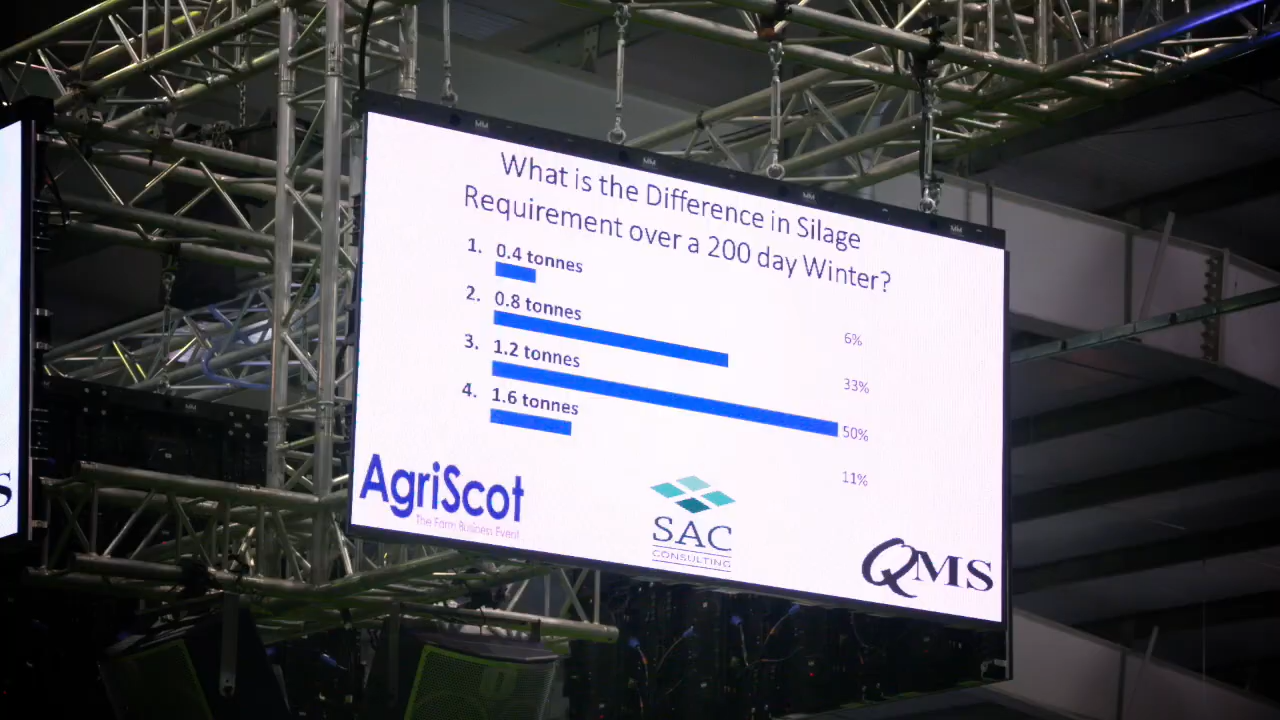 What is the Difference in Silage
Requirement over a 200 day Winter?
1. 0.4 tonnes
6%
2. 0.8 tonnes
33%
3. 1.2 tonnes
50%
4. 1.6 tonnes
11%
AgriScot
The Farm Business Event
SAC
CONSULTING
QMS
S